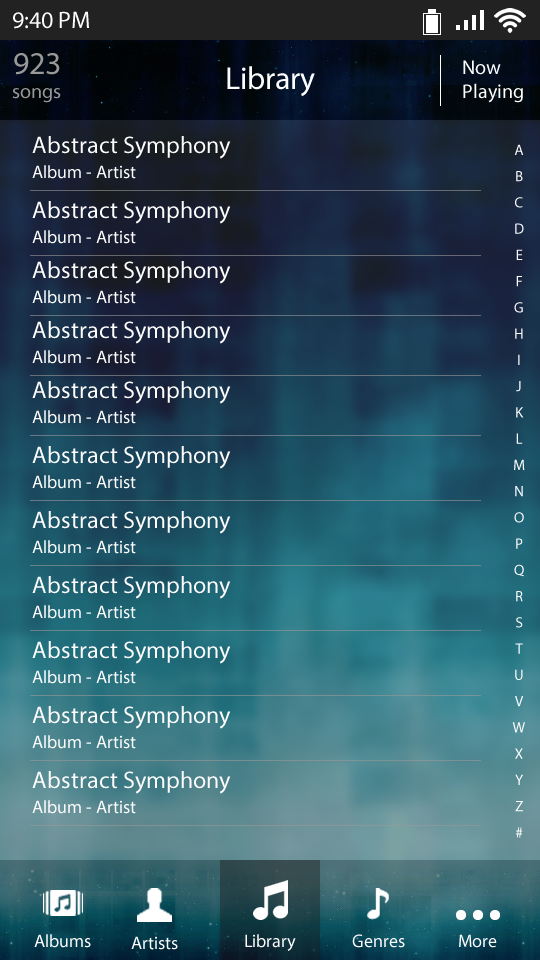 9:40 PM
923
songs
Library
Now
Playing
Abstract Symphony
Album - Artist
Abstract Symphony
Album - Artist
Abstract Symphony
Album - Artist
Abstract Symphony
Album - Artist
Abstract Symphony
Album - Artist
Abstract Symphony
Album - Artist
Abstract Symphony
Album - Artist
Abstract Symphony
Album - Artist
Abstract Symphony
Album - Artist
Abstract Symphony
Album - Artist
Abstract Symphony
Album - Artist
A
B
C
D
E
F
G
H
I
J
K
L
M
N
O
P
Q
R
S
T
U
V
W
X
Y
Z
#
Albums
Artists
Library
Genres
More